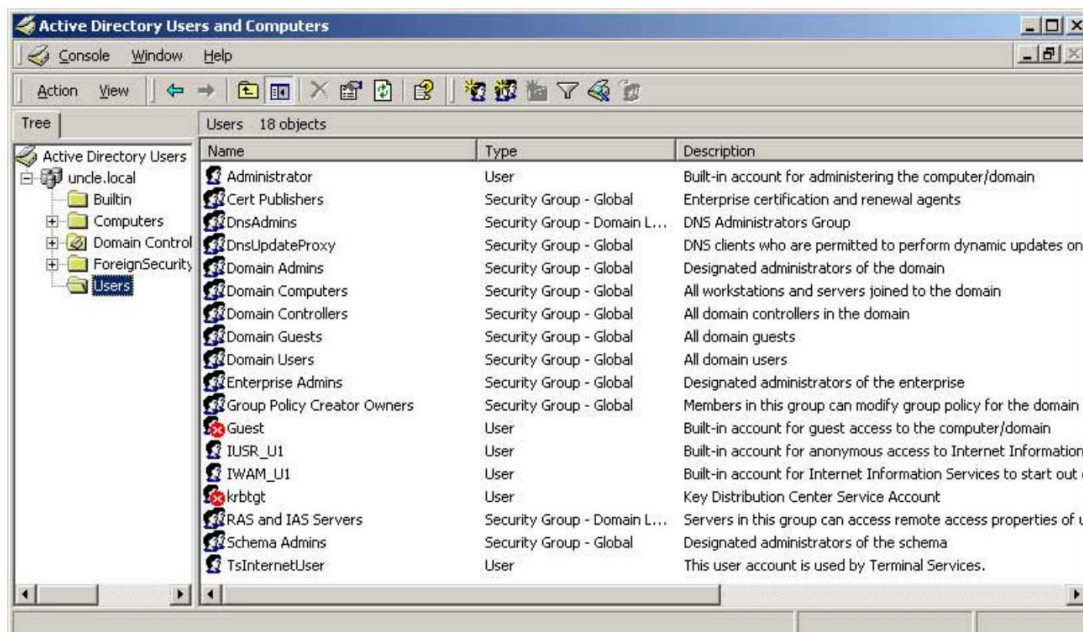 Active Directory Users and Computers
Console Window Help
Action View
Tree
Users 18 objects
Active Directory Users
uncle.local
Builtin
Computers
Domain Control
ForeignSecurity
Users
Name Type Description
Administrator User Built-in account for administering the computer/domain
Cert Publishers Security Group - Global Enterprise certification and renewal agents
DnsAdmins Security Group - Domain L... DNS Administrators Group
DnsUpdateProxy Security Group - Global DNS clients who are permitted to perform dynamic updates on
Domain Admins Security Group - Global Designated administrators of the domain
Domain Computers Security Group - Global All workstations and servers joined to the domain
Domain Controllers Security Group - Global All domain controllers in the domain
Domain Guests Security Group - Global All domain guests
Domain Users Security Group - Global All domain users
Enterprise Admins Security Group - Global Designated administrators of the enterprise
Group Policy Creator Owners Security Group - Global Members in this group can modify group policy for the domain
Guest User Built-in account for guest access to the computer/domain
IUSR_U1 User Built-in account for anonymous access to Internet Information
IWAM_U1 User Built-in account for Internet Information Services to start out
krbtgt User Key Distribution Center Service Account
RAS and IAS Servers Security Group - Domain L... Servers in this group can access remote access properties of
Schema Admins Security Group - Global Designated administrators of the schema
TsInternetUser User This user account is used by Terminal Services.